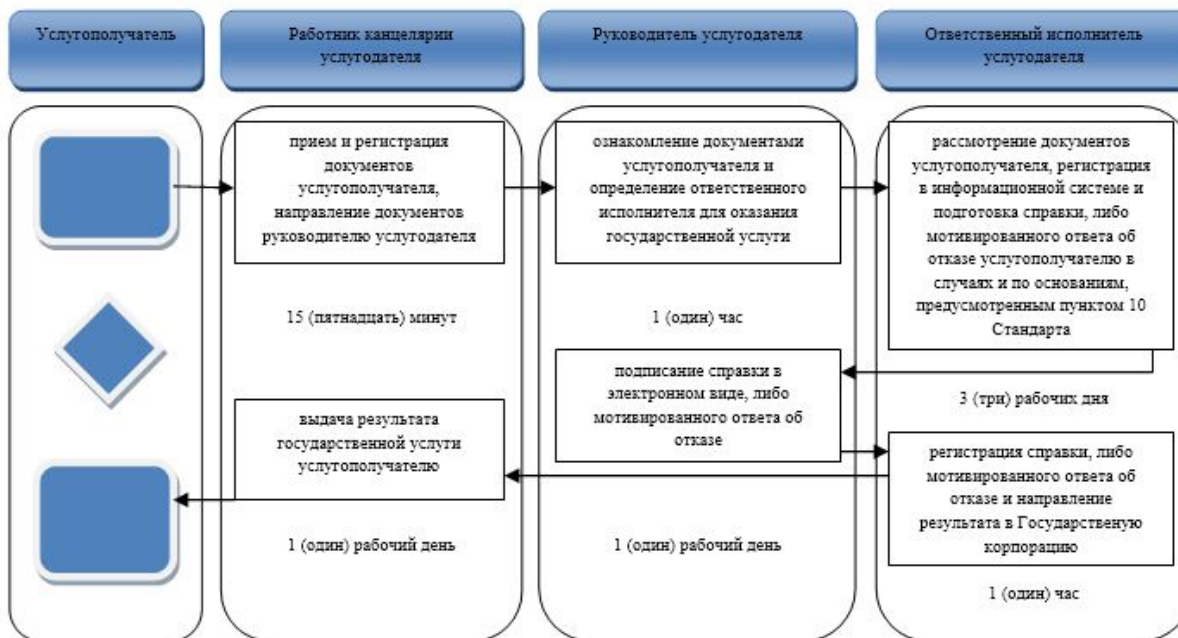 Услугополучатель
Работник канцелярии
услугодателя
Руководитель услугодателя
Ответственный исполнитель
услугодателя
прием и регистрация
документов
услугополучателя,
направление документов
руководителю услугодателя
15 (пятнадцать) минут
ознакомление документами
услугополучателя и
определение ответственного
исполнителя для оказания
государственной услуги
1 (один) час
рассмотрение документов
услугополучателя, регистрация
в информационной системе и
подготовка справки, либо
мотивированного ответа об
отказе услугополучателю в
случаях и по основаниям,
предусмотренным пунктом 10
Стандарта
3 (три) рабочих дня
подписание справки в
электронном виде, либо
мотивированного ответа об
отказе
1 (один) рабочий день
регистрация справки, либо
мотивированного ответа об
отказе и направление
результата в Государственую
корпорацию
1 (один) час
выдача результата
государственной услуги
услугополучателю
1 (один) рабочий день